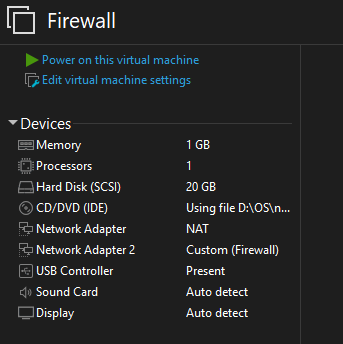 Firewall
Power on this virtual machine
Edit virtual machine settings
Devices
Memory 1 GB
Processors 1
Hard Disk (SCSI) 20 GB
CD/DVD (IDE) Using file D:\OS\n...
Network Adapter NAT
Network Adapter 2 Custom (Firewall)
USB Controller Present
Sound Card Auto detect
Display Auto detect